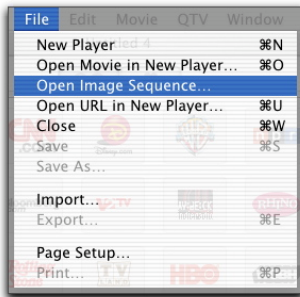 File Edit Movie QTV Window
New Player ⌘N
Open Movie in New Player... ⌘O
Open Image Sequence...
Open URL in New Player... ⌘U
Close ⌘W
Save ⌘S
Save As...
Import...
Export... ⌘E
Page Setup...
Print... ⌘P